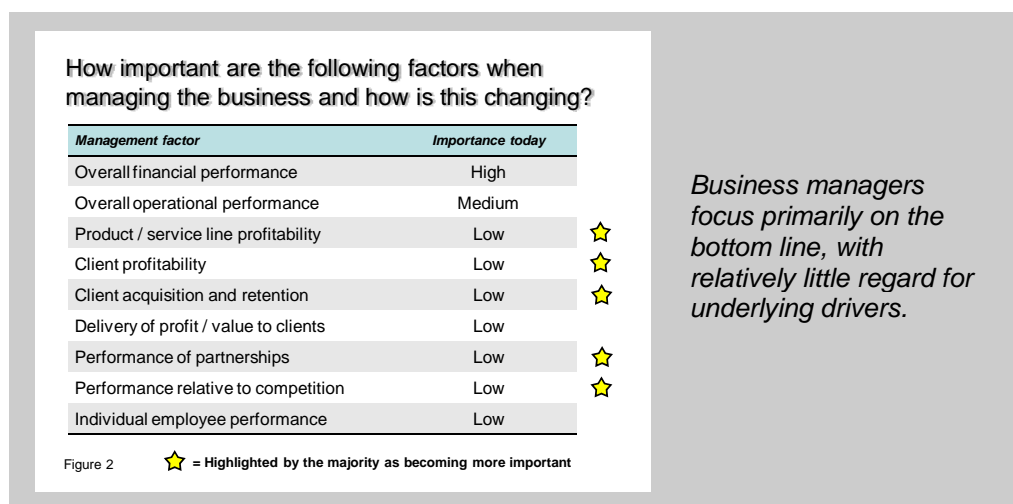 How important are the following factors when
managing the business and how is this changing?
Management factor Importance today
Overall financial performance High
Overall operational performance Medium
Product / service line profitability Low
Client profitability Low
Client acquisition and retention Low
Delivery of profit / value to clients Low
Performance of partnerships Low
Performance relative to competition Low
Individual employee performance Low
Figure 2 = Highlighted by the majority as becoming more important
Business managers
focus primarily on the
bottom line, with
relatively little regard for
underlying drivers.